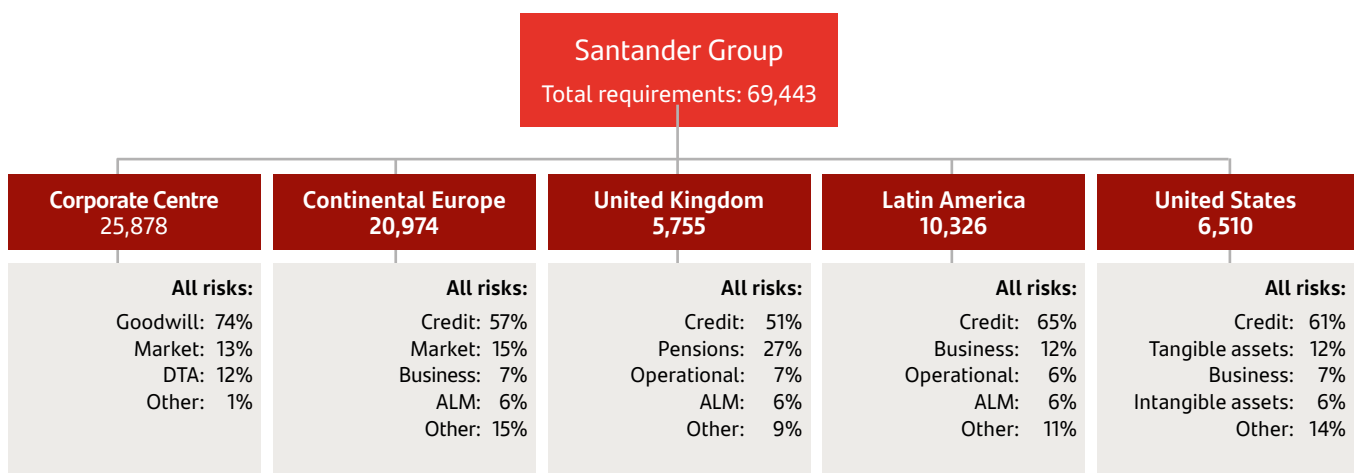 Santander Group
Total requirements: 69,443
Corporate Centre
25,878
Continental Europe
20,974
United Kingdom
5,755
Latin America
10,326
United States
6,510
All risks:
Goodwill: 74%
Market: 13%
DTA: 12%
Other: 1%
All risks:
Credit: 57%
Market: 15%
Business: 7%
ALM: 6%
Other: 15%
All risks:
Credit: 51%
Pensions: 27%
Operational: 7%
ALM: 6%
Other: 9%
All risks:
Credit: 65%
Business: 12%
Operational: 6%
ALM: 6%
Other: 11%
All risks:
Credit: 61%
Tangible assets: 12%
Business: 7%
Intangible assets: 6%
Other: 14%